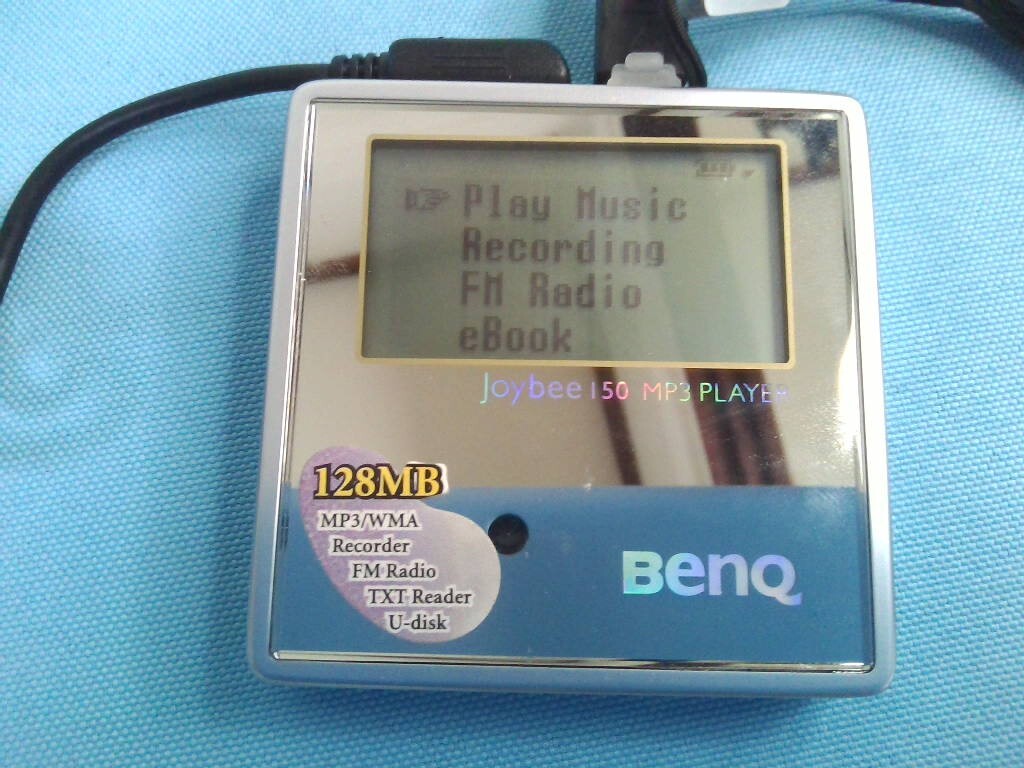 Play Music
Recording
FM Radio
eBook
Joybee 150 MP3 PLAYER
128MB
MP3/WMA
Recorder
FM Radio
TXT Reader
U-disk
BenQ